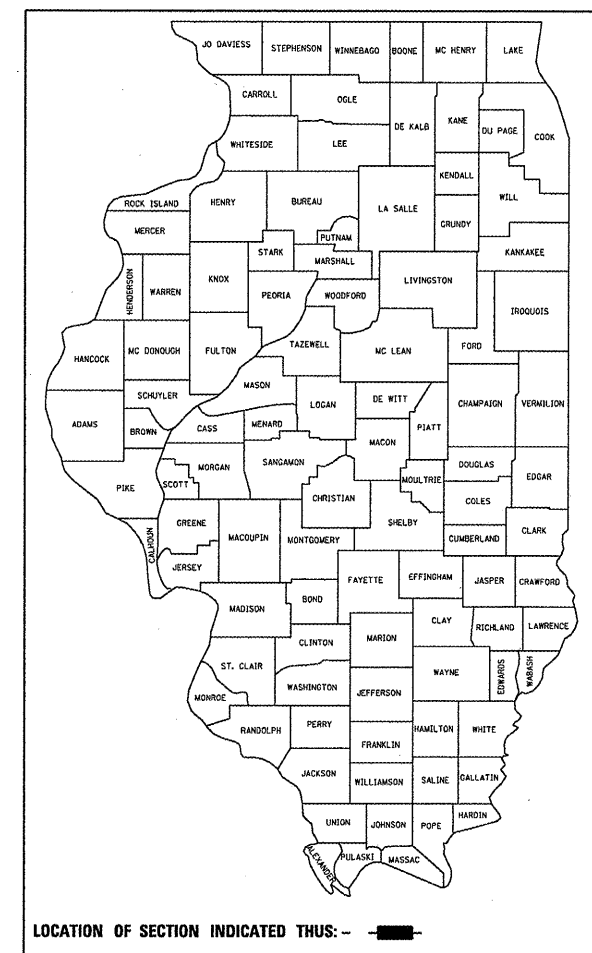 JO DAVIESS STEPHENSON WINNEBAGO BOONE MC HENRY LAKE
CARROLL OGLE DE KALB KANE DU PAGE COOK
WHITESIDE LEE
KENDALL WILL
ROCK ISLAND HENRY BUREAU LA SALLE GRUNDY
MERCER PUTNAM
STARK MARSHALL KANKAKEE
HENDERSON WARREN KNOX PEORIA WOODFORD LIVINGSTON IROQUOIS
TAZEWELL MC LEAN FORD
HANCOCK MC DONOUGH FULTON
MASON
SCHUYLER LOGAN DE WITT CHAMPAIGN VERMILION
ADAMS BROWN CASS MENARD MACON PIATT
MORGAN SANGAMON MOULTRIE DOUGLAS EDGAR
PIKE SCOTT CHRISTIAN COLES
GREENE MACOUPIN MONTGOMERY SHELBY CUMBERLAND CLARK
CALHOUN JERSEY
FAYETTE EFFINGHAM JASPER CRAWFORD
MADISON BOND
CLAY RICHLAND LAWRENCE
CLINTON MARION
ST. CLAIR WAYNE EDWARDS WABASH
WASHINGTON JEFFERSON
MONROE
RANDOLPH PERRY HAMILTON WHITE
FRANKLIN
JACKSON WILLIAMSON SALINE GALLATIN
UNION JOHNSON POPE HARDIN
ALEXANDER PULASKI MASSAC
LOCATION OF SECTION INDICATED THUS: -